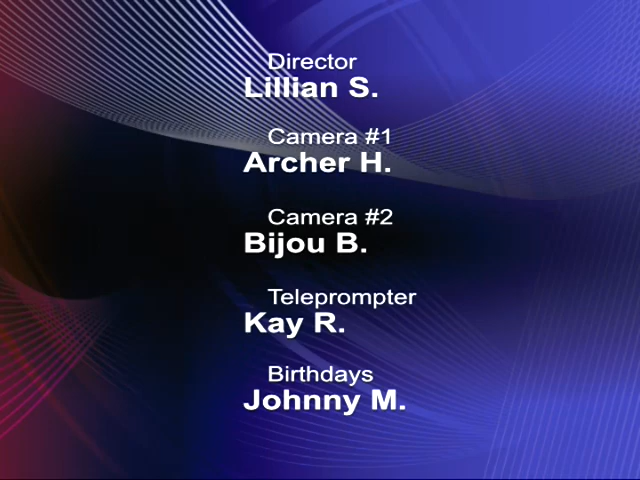 Director
Lillian S.
Camera #1
Archer H.
Camera #2
Bijou B.
Teleprompter
Kay R.
Birthdays
Johnny M.